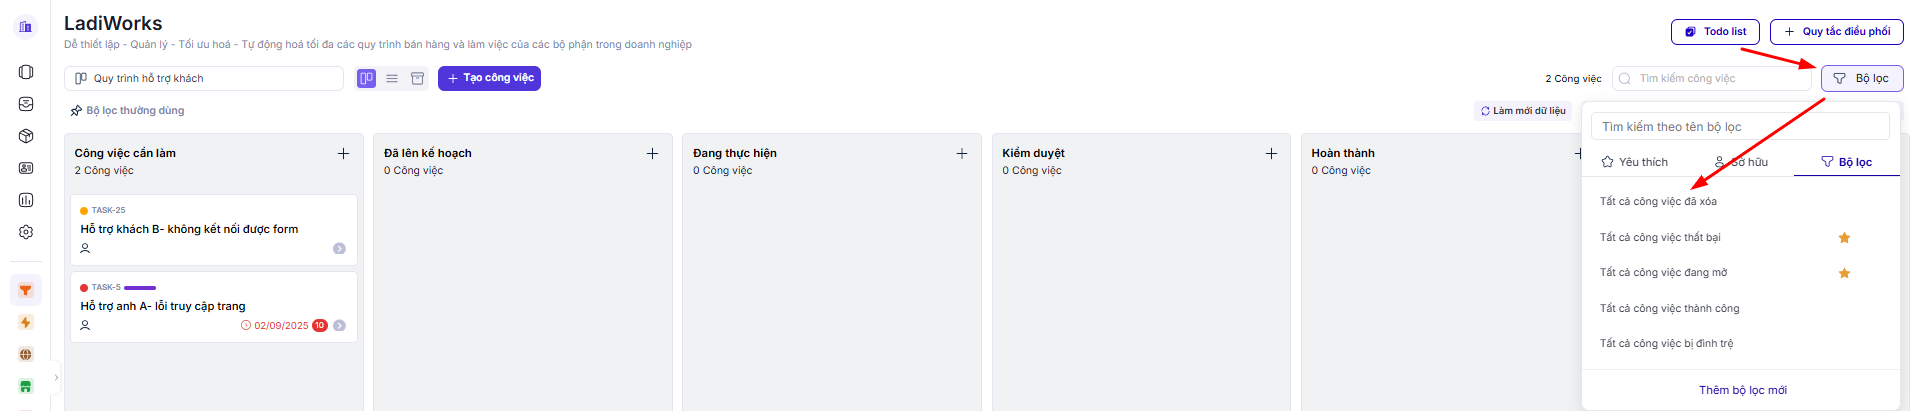 LadiWorks
Dễ thiết lập - Quản lý - Tối ưu hoá - Tự động hoá tối đa các quy trình bán hàng và làm việc của các bộ phận trong doanh nghiệp
Todo list
Quy tắc điều phối
Quy trình hỗ trợ khách
Tạo công việc
2 Công việc
Tìm kiếm công việc
Bộ lọc
Bộ lọc thường dùng
Làm mới dữ liệu
Công việc cần làm
2 Công việc
TASK-25
Hỗ trợ khách B- không kết nối được form
TASK-5
Hỗ trợ anh A- lỗi truy cập trang
02/09/2025 10
Đã lên kế hoạch
0 Công việc
Đang thực hiện
0 Công việc
Kiểm duyệt
0 Công việc
Hoàn thành
0 Công việc
Tìm kiếm theo tên bộ lọc
Yêu thích
Sở hữu
Bộ lọc
Tất cả công việc đã xóa
Tất cả công việc thất bại
Tất cả công việc đang mở
Tất cả công việc thành công
Tất cả công việc bị đình trệ
Thêm bộ lọc mới